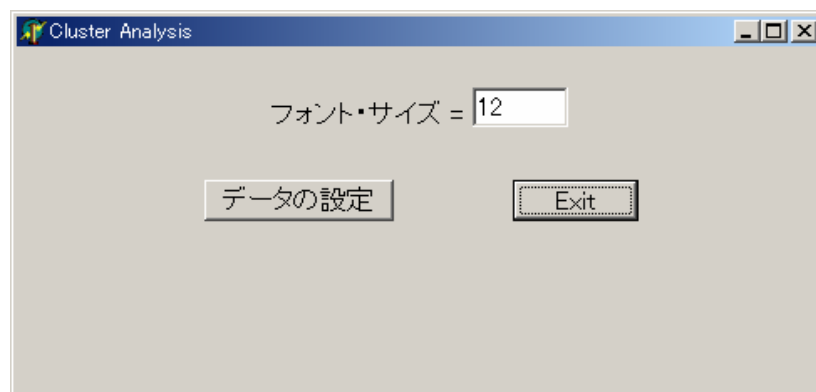 Cluster Analysis
フォント・サイズ = 12
データの設定 Exit